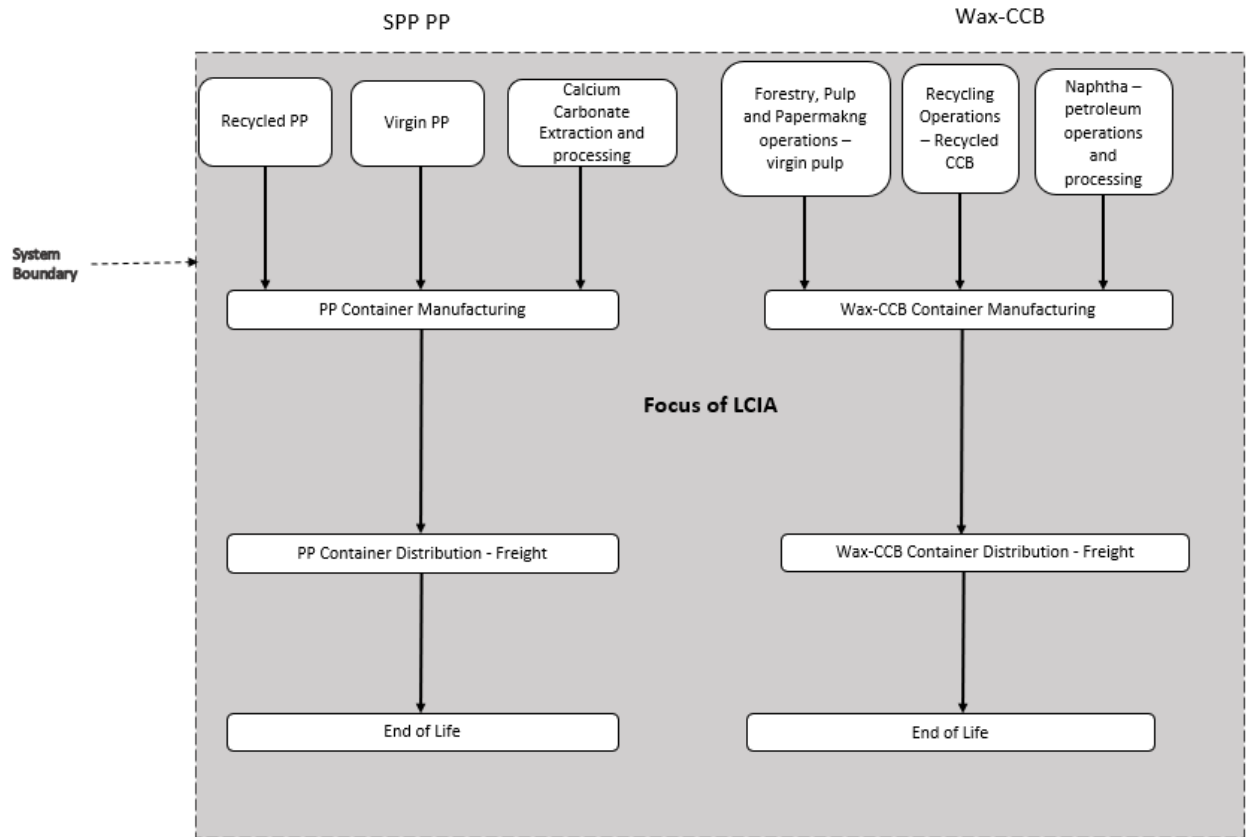 SPP PP
Wax-CCB
Recycled PP
Virgin PP
Calcium
Carbonate
Extraction and
processing
Forestry, Pulp
and Papermakng
operations –
virgin pulp
Recycling
Operations
– Recycled
CCB
Naphtha –
petroleum
operations
and
processing
System
Boundary
PP Container Manufacturing
Wax-CCB Container Manufacturing
Focus of LCIA
PP Container Distribution - Freight
Wax-CCB Container Distribution - Freight
End of Life
End of Life